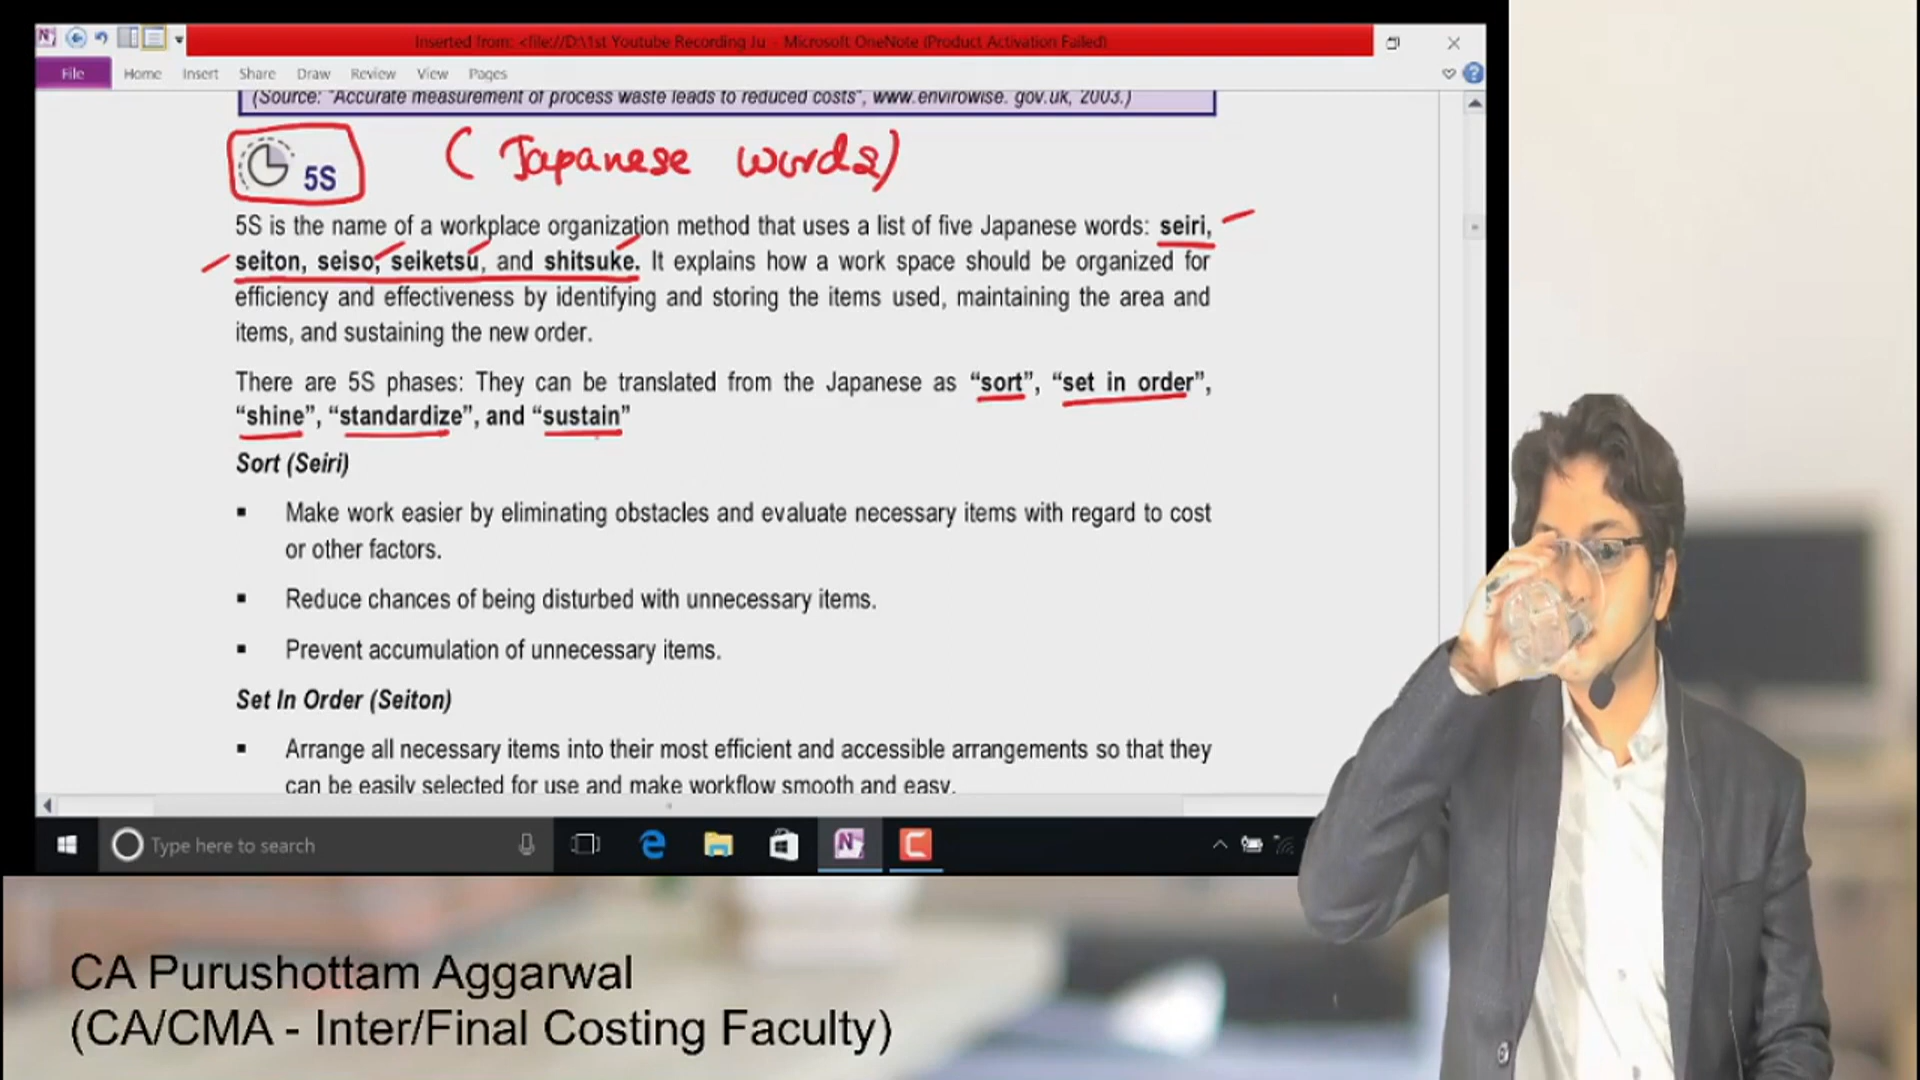 Inserted from: <file://D:\1st Youtube Recording Ju - Microsoft OneNote (Product Activation Failed)
File Home Insert Share Draw Review View Pages
(Source: "Accurate measurement of process waste leads to reduced costs", www.envirowise. gov.uk, 2003.)
5S (Japanese words)
5S is the name of a workplace organization method that uses a list of five Japanese words: seiri,
seiton, seiso, seiketsu, and shitsuke. It explains how a work space should be organized for
efficiency and effectiveness by identifying and storing the items used, maintaining the area and
items, and sustaining the new order.
There are 5S phases: They can be translated from the Japanese as “sort”, “set in order”,
“shine”, “standardize”, and “sustain”
Sort (Seiri)
▪ Make work easier by eliminating obstacles and evaluate necessary items with regard to cost
or other factors.
▪ Reduce chances of being disturbed with unnecessary items.
▪ Prevent accumulation of unnecessary items.
Set In Order (Seiton)
▪ Arrange all necessary items into their most efficient and accessible arrangements so that they
can be easily selected for use and make workflow smooth and easy.
Type here to search
CA Purushottam Aggarwal
(CA/CMA - Inter/Final Costing Faculty)